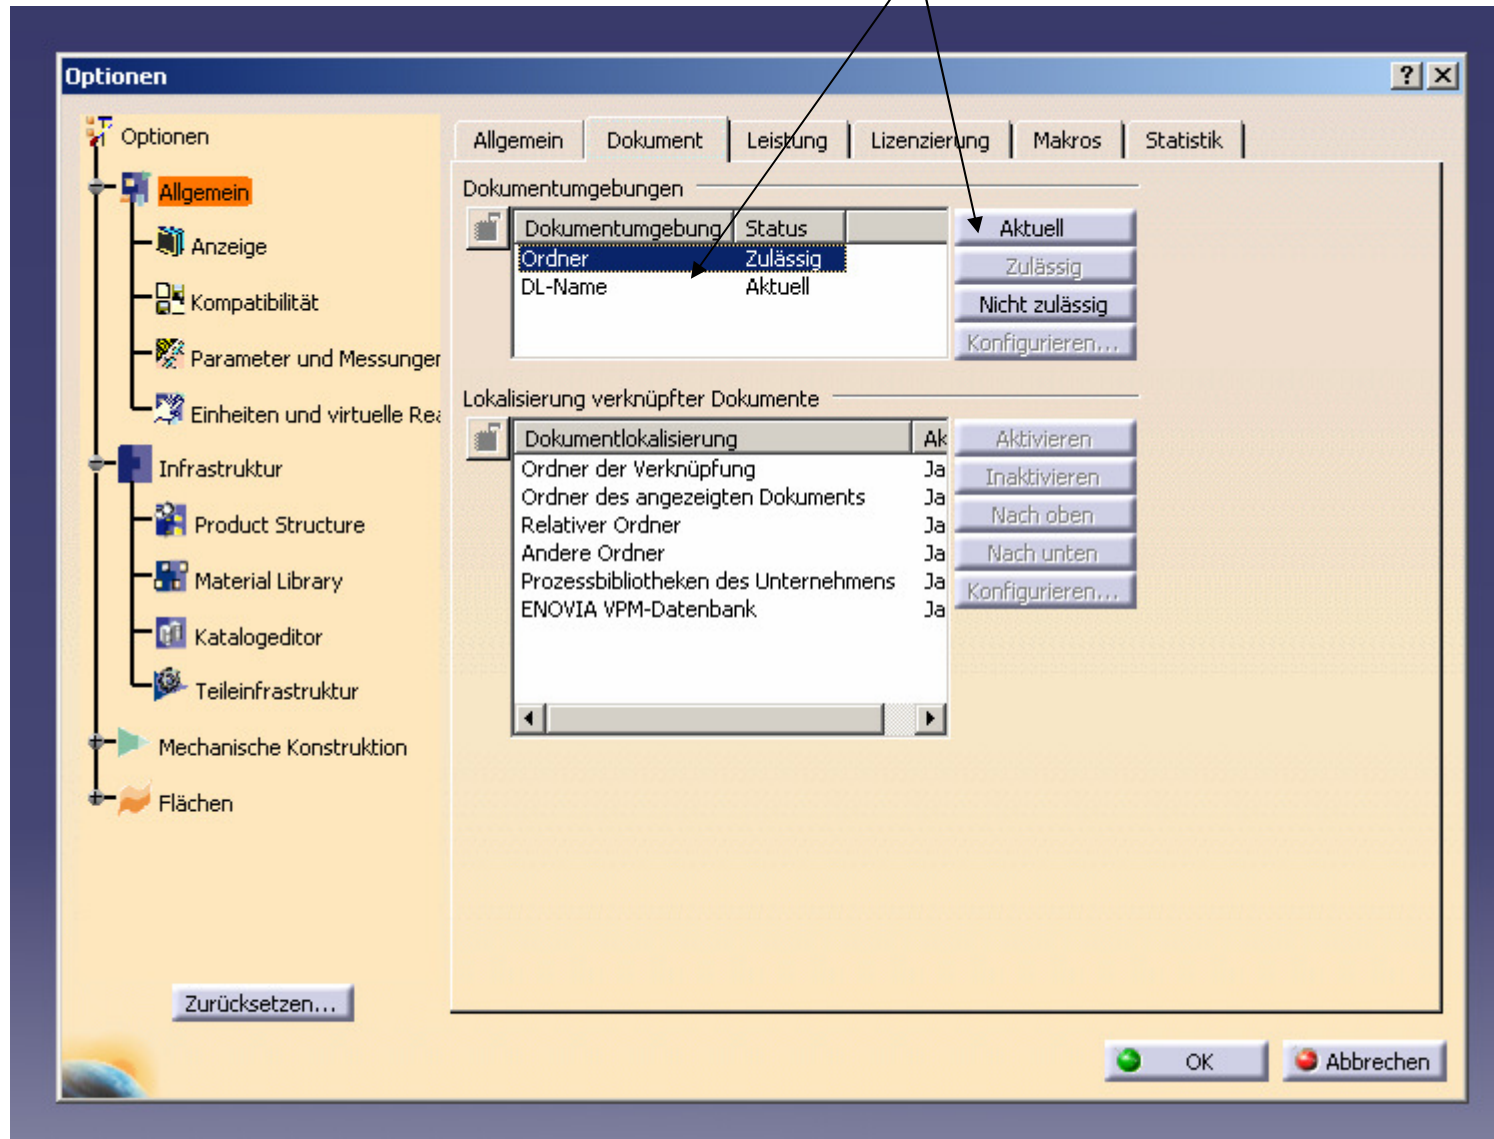 Optionen
? X
Optionen
Allgemein
Anzeige
Kompatibilität
Parameter und Messunger
Einheiten und virtuelle Rea
Infrastruktur
Product Structure
Material Library
Katalogeditor
Teileinfrastruktur
Mechanische Konstruktion
Flächen
Zurücksetzen...
Allgemein Dokument Leistung Lizenzierung Makros Statistik
Dokumentumgebungen
Dokumentumgebung Status
Ordner Zulässig
DL-Name Aktuell
Aktuell
Zulässig
Nicht zulässig
Konfigurieren...
Lokalisierung verknüpfter Dokumente
Dokumentlokalisierung Ak
Ordner der Verknüpfung Ja
Ordner des angezeigten Dokuments Ja
Relativer Ordner Ja
Andere Ordner Ja
Prozessbibliotheken des Unternehmens Ja
ENOVIA VPM-Datenbank Ja
Aktivieren
Inaktivieren
Nach oben
Nach unten
Konfigurieren...
OK Abbrechen